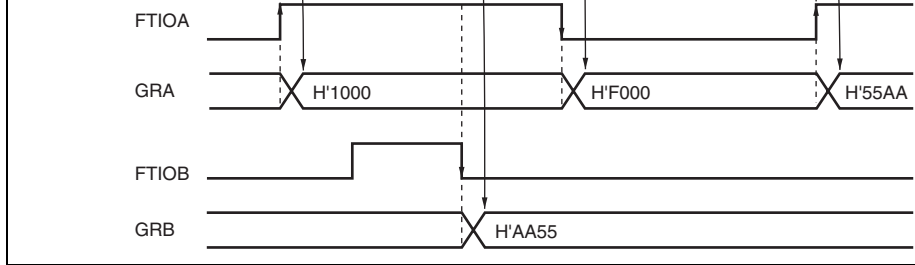 FTIOA
GRA H'1000 H'F000 H'55AA
FTIOB
GRB H'AA55